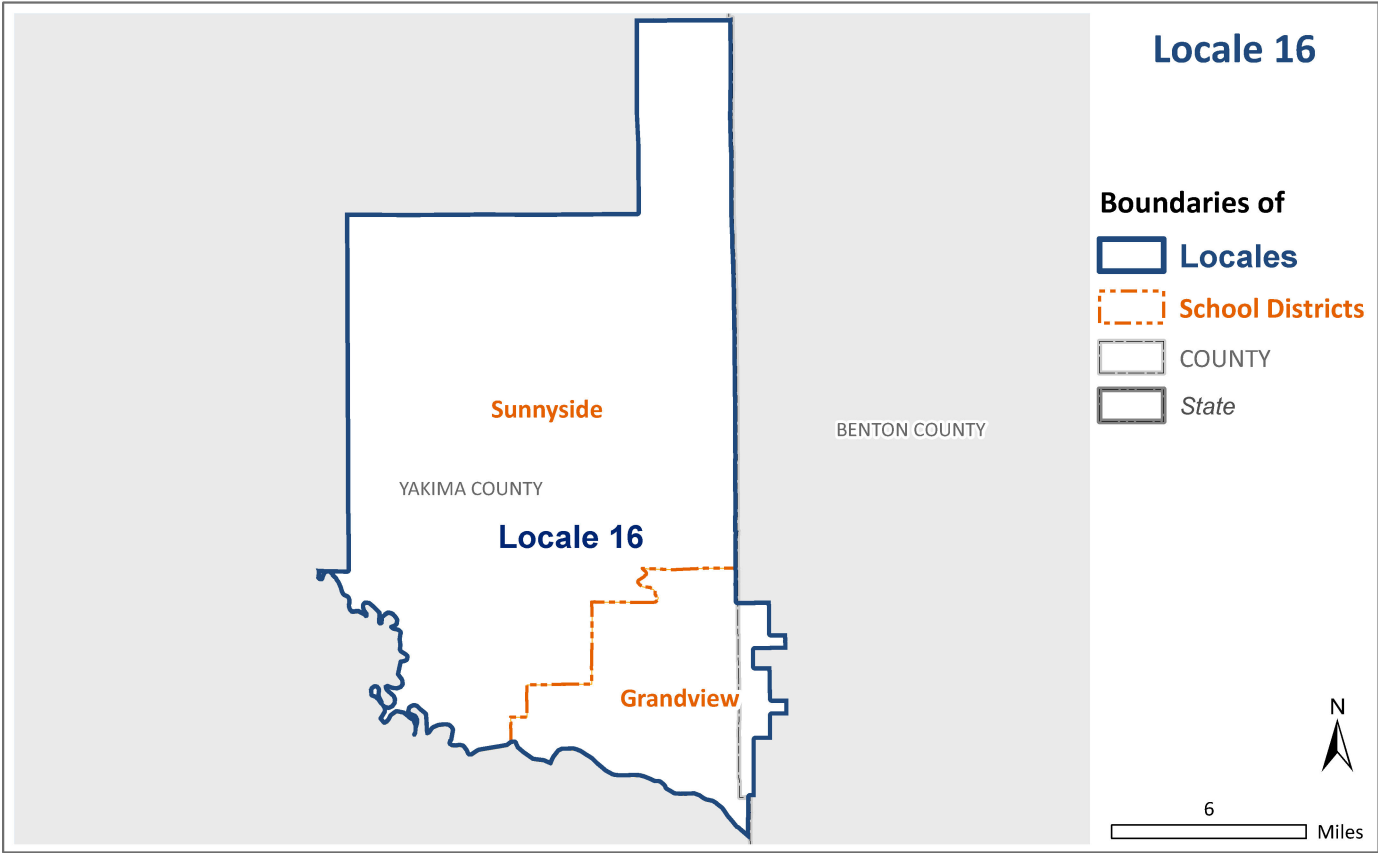 Locale 16
Boundaries of
Locales
School Districts
COUNTY
State
Sunnyside
BENTON COUNTY
YAKIMA COUNTY
Locale 16
Grandview
N
6
Miles